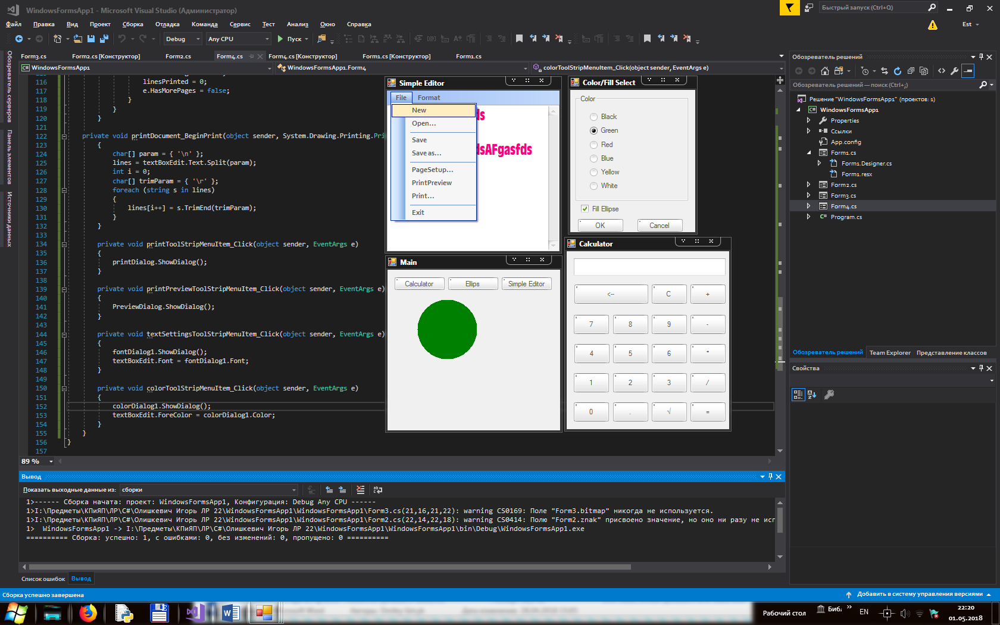 WindowsFormsApp1 - Microsoft Visual Studio (Администратор)
Быстрый запуск (Ctrl+Q)
Файл Правка Вид Проект Сборка Отладка Команда Сервис Тест Анализ Окно Справка
Est
Debug Any CPU Пуск
Form3.cs Form2.cs [Конструктор] Form2.cs Form4.cs Form4.cs [Конструктор] Form1.cs [Конструктор] Form1.cs
WindowsFormsApp1 WindowsFormsApp1.Form4 colorToolStripMenuItem_Click(object sender, EventArgs e)
Обозреватель серверов
Панель элементов
Источники данных
116 linesPrinted = 0;
117 e.HasMorePages = false;
118 }
119 }
120 }
121
122 private void printDocument_BeginPrint(object sender, System.Drawing.Printing.Pri
123 {
124 char[] param = { '\n' };
125 lines = textBoxEdit.Text.Split(param);
126 int i = 0;
127 char[] trimParam = { '\r' };
128 foreach (string s in lines)
129 {
130 lines[i++] = s.TrimEnd(trimParam);
131 }
132 }
133
134 private void printToolStripMenuItem_Click(object sender, EventArgs e)
135 {
136 printDialog.ShowDialog();
137 }
138
139 private void printPreviewToolStripMenuItem_Click(object sender, EventArgs e)
140 {
141 PreviewDialog.ShowDialog();
142 }
143
144 private void textSettingsToolStripMenuItem_Click(object sender, EventArgs e)
145 {
146 fontDialog1.ShowDialog();
147 textBoxEdit.Font = fontDialog1.Font;
148 }
149
150 private void colorToolStripMenuItem_Click(object sender, EventArgs e)
151 {
152 colorDialog1.ShowDialog();
153 textBoxEdit.ForeColor = colorDialog1.Color;
154 }
155 }
156 }
157
89 %
Simple Editor
File Format
New
Open...
Save
Save as...
PageSetup...
PrintPreview
Print...
Exit
ds
dsAFgasfds
Color/Fill Select
Color
Black
Green
Red
Blue
Yellow
White
Fill Ellipse
OK Cancel
Main
Calculator Ellips Simple Editor
Calculator
<-- C +
7 8 9 -
4 5 6 *
1 2 3 /
0 . √ =
Обозреватель решений
Обозреватель решений — поиск (Ctrl+;)
Решение "WindowsFormsApp1" (проектов: 1)
WindowsFormsApp1
Properties
Ссылки
App.config
Form1.cs
Form1.Designer.cs
Form1.resx
Form2.cs
Form3.cs
Form4.cs
Program.cs
Обозреватель решений Team Explorer Представление классов
Свойства
Вывод
Показать выходные данные из: сборки
1>------ Сборка начата: проект: WindowsFormsApp1, Конфигурация: Debug Any CPU ------
1>I:\Предметы\КПиЯП\ЛР\C#\Олишкевич Игорь ЛР 22\WindowsFormsApp1\WindowsFormsApp1\Form3.cs(21,16,21,22): warning CS0169: Поле "Form3.bitmap" никогда не используется.
1>I:\Предметы\КПиЯП\ЛР\C#\Олишкевич Игорь ЛР 22\WindowsFormsApp1\WindowsFormsApp1\Form2.cs(22,14,22,18): warning CS0414: Полю "Form2.znak" присвоено значение, но оно ни разу не исп
1> WindowsFormsApp1 -> I:\Предметы\КПиЯП\ЛР\C#\Олишкевич Игорь ЛР 22\WindowsFormsApp1\WindowsFormsApp1\bin\Debug\WindowsFormsApp1.exe
========== Сборка: успешно: 1, с ошибками: 0, без изменений: 0, пропущено: 0 ==========
Список ошибок Вывод
Сборка успешно завершена
Добавить в систему управления версиями
Рабочий стол Библ » EN
22:20
01.05.2018